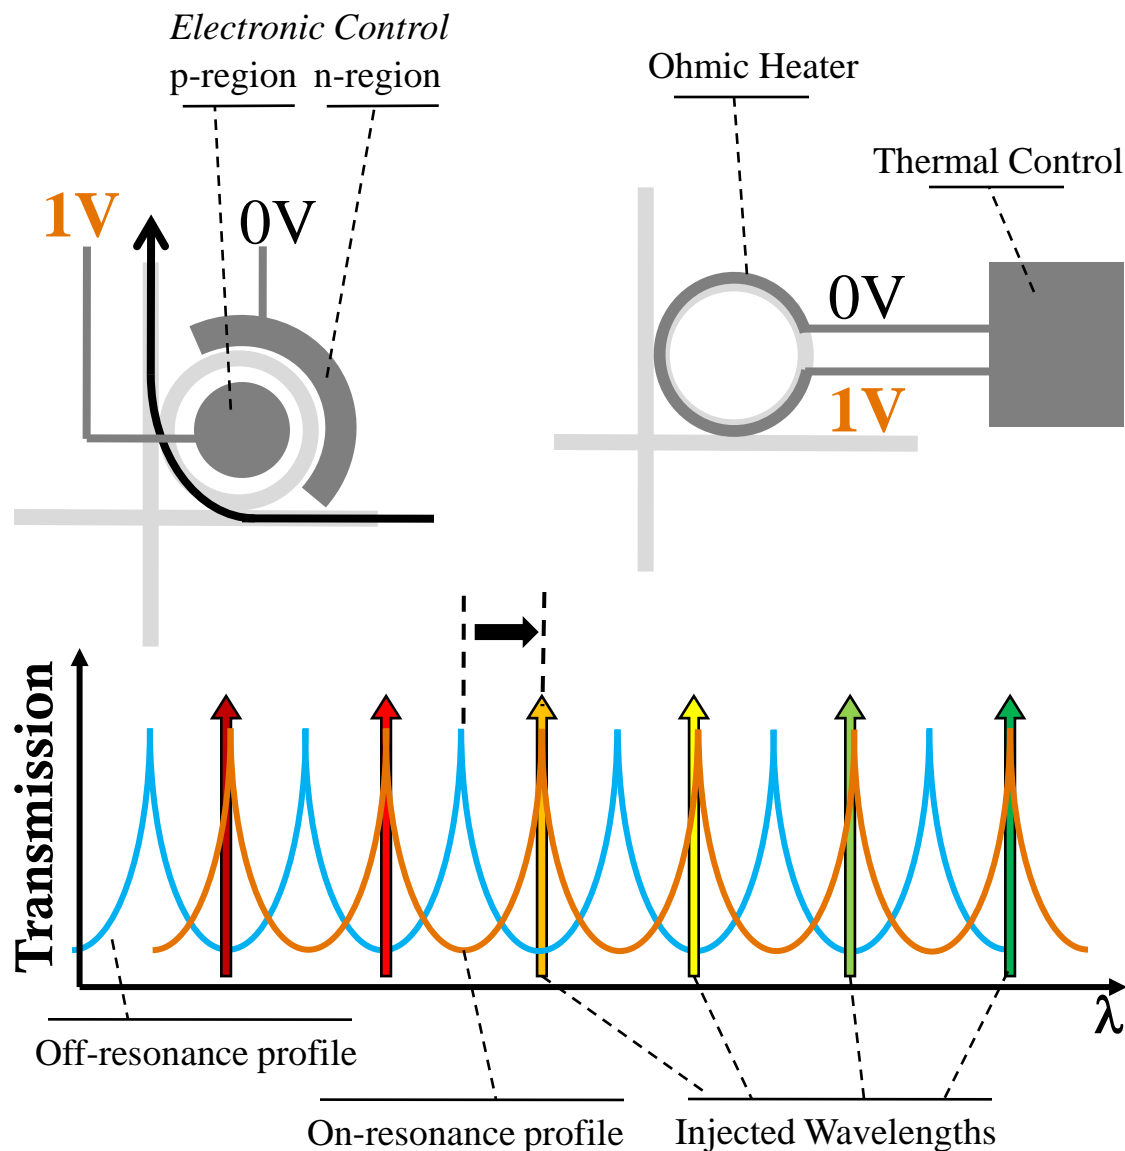 Electronic Control
p-region n-region
Ohmic Heater
Thermal Control
1V
0V
0V
1V
Transmission
λ
Off-resonance profile
On-resonance profile
Injected Wavelengths